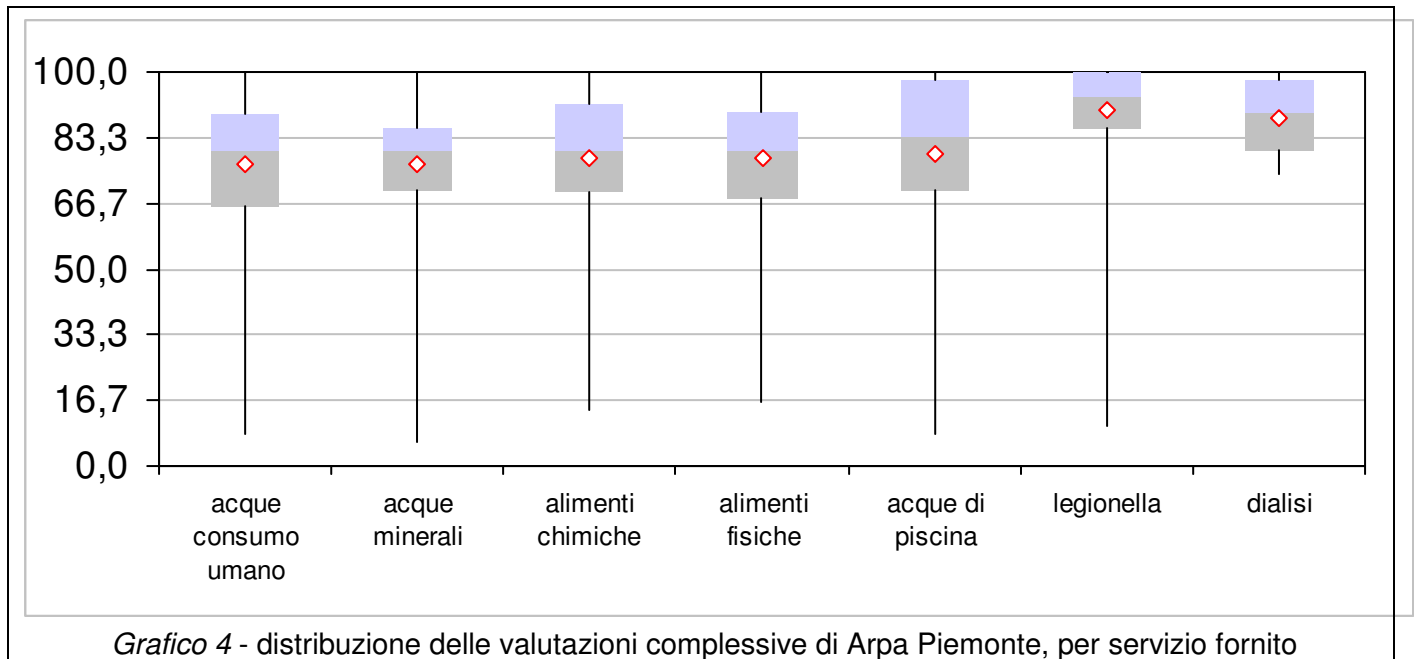 100,0
83,3
66,7
50,0
33,3
16,7
0,0
acque
consumo
umano
acque
minerali
alimenti
chimiche
alimenti
fisiche
acque di
piscina
legionella
dialisi
Grafico 4 - distribuzione delle valutazioni complessive di Arpa Piemonte, per servizio fornito